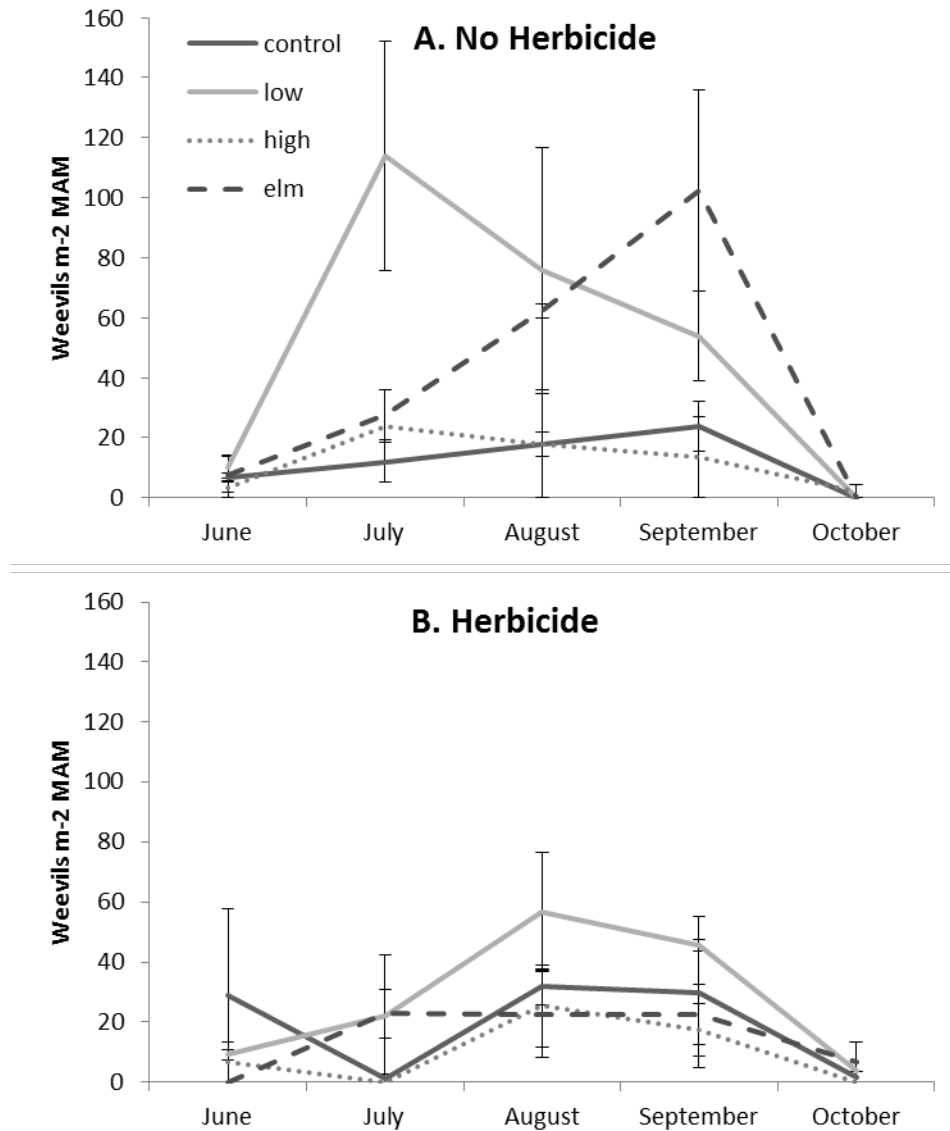 A. No Herbicide
control
low
high
elm
Weevils m-2 MAM
160
140
120
100
80
60
40
20
0
June July August September October
B. Herbicide
Weevils m-2 MAM
160
140
120
100
80
60
40
20
0
June July August September October